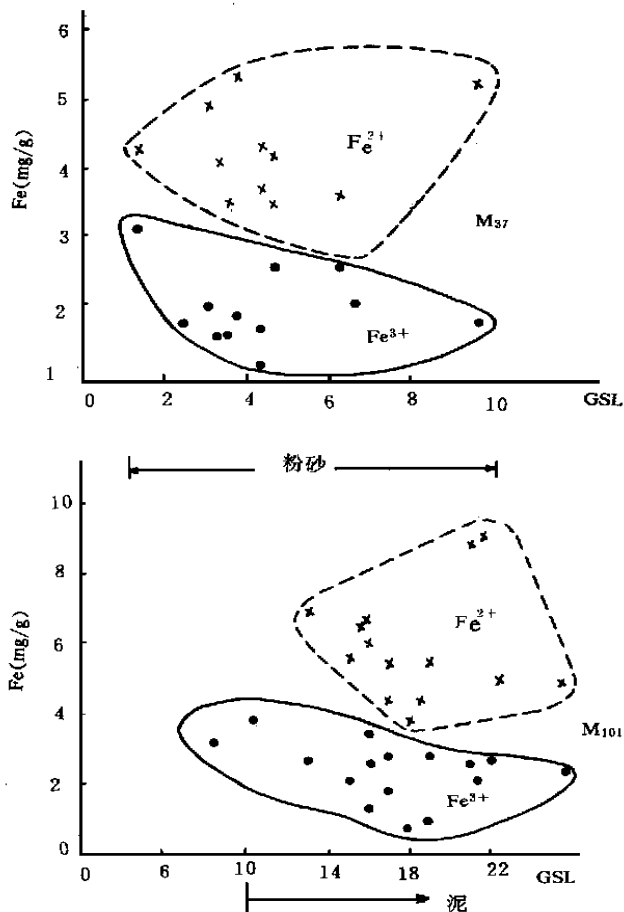 6
5
4
3
2
1
Fe(mg/g)
Fe²⁺
M₃₇
Fe³⁺
0 2 4 6 8 10 GSL
粉砂
10
8
6
4
2
0
Fe(mg/g)
Fe²⁺
M₁₀₁
Fe³⁺
0 6 10 14 18 22 GSL
泥